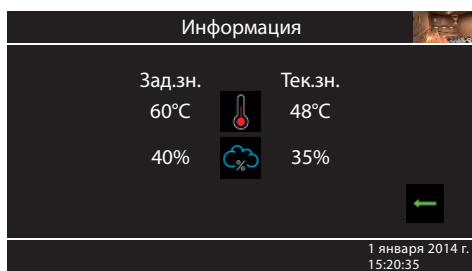 Информация
Зад.зн. Тек.зн.
60°C 48°C
40% % 35%
1 января 2014 г.
15:20:35